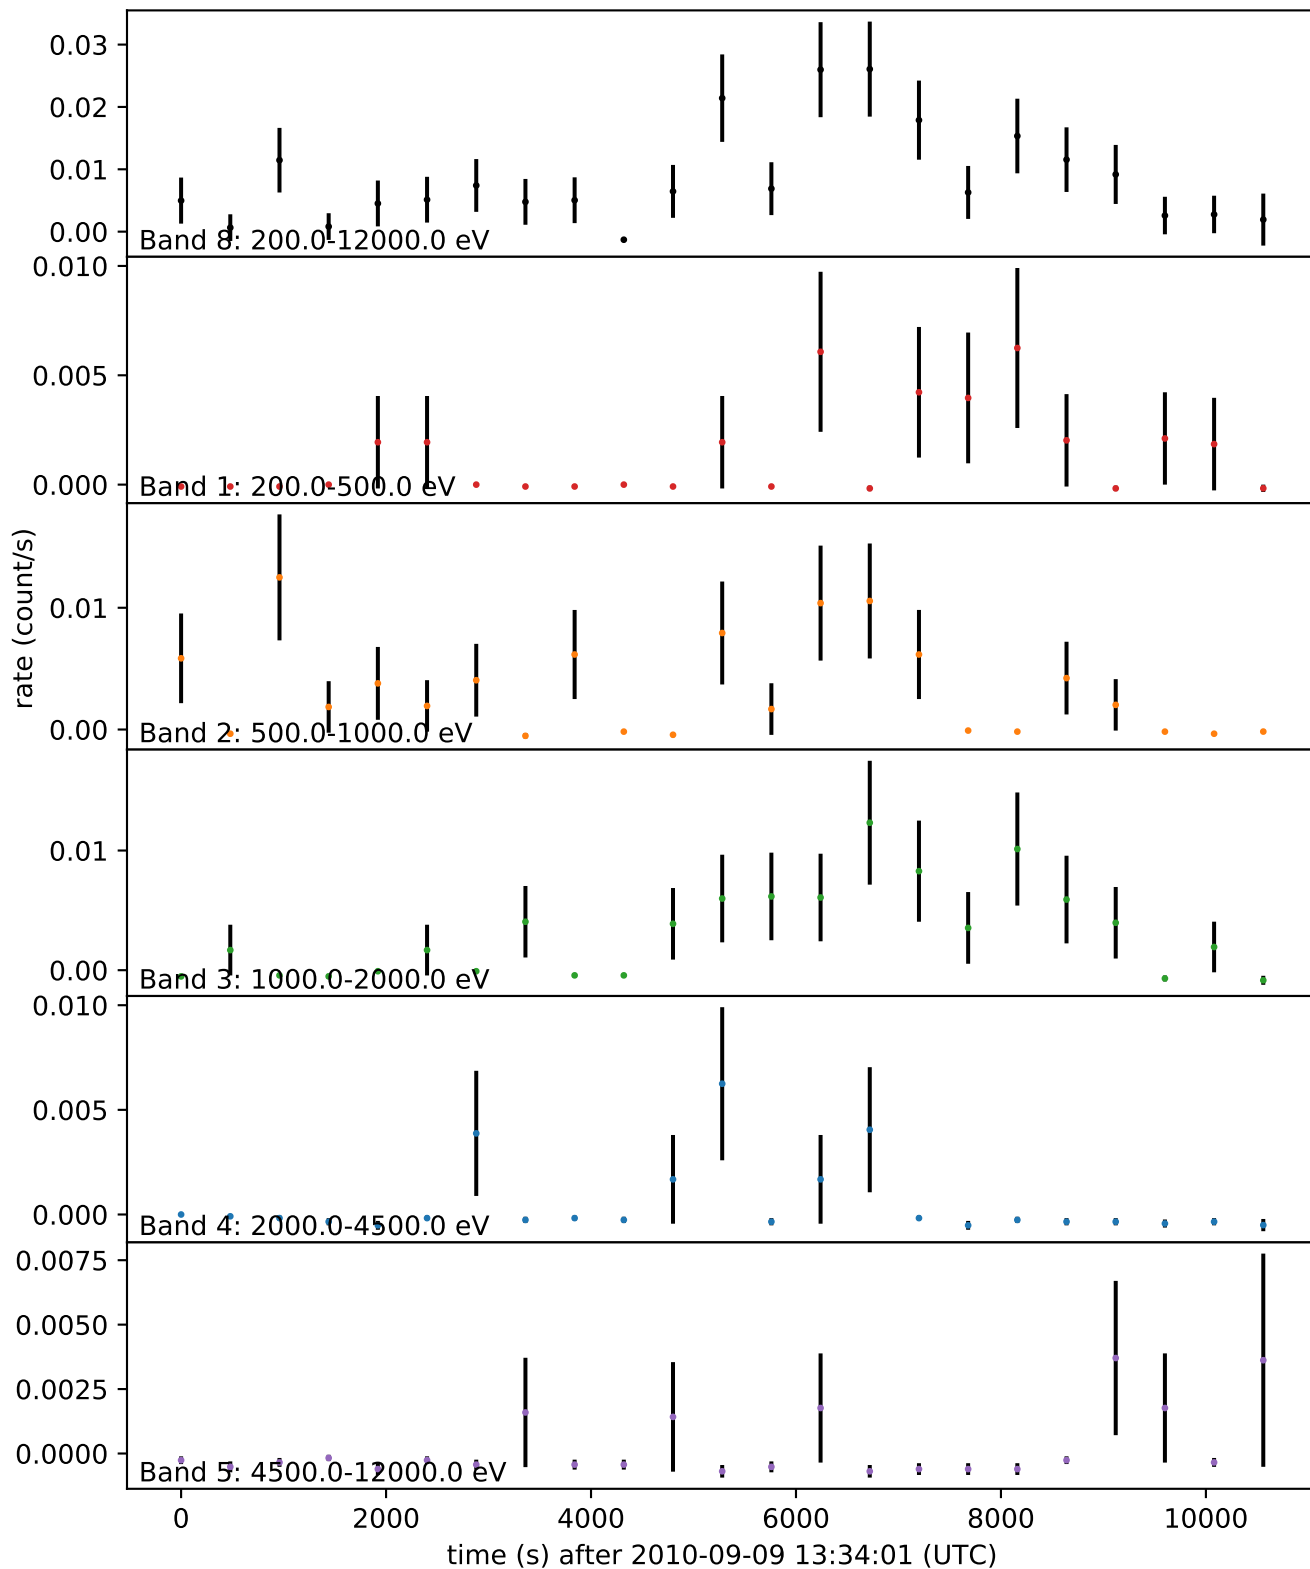 0.03
0.02
0.01
0.00
Band 8: 200.0-12000.0 eV
0.010
0.005
0.000
Band 1: 200.0-500.0 eV
rate (count/s)
0.01
0.00
Band 2: 500.0-1000.0 eV
0.01
0.00
Band 3: 1000.0-2000.0 eV
0.010
0.005
0.000
Band 4: 2000.0-4500.0 eV
0.0075
0.0050
0.0025
0.0000
Band 5: 4500.0-12000.0 eV
0 2000 4000 6000 8000 10000
time (s) after 2010-09-09 13:34:01 (UTC)